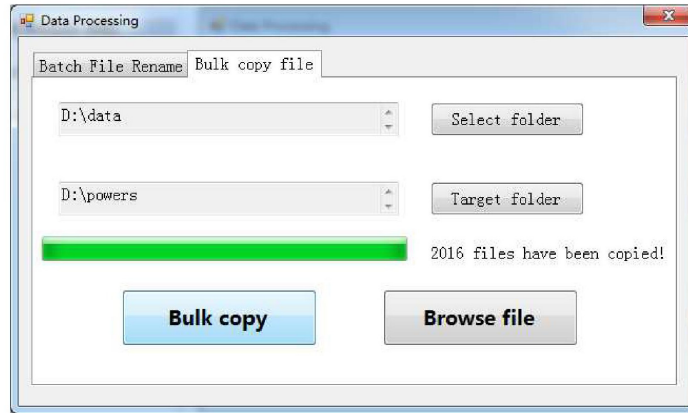 Data Processing
Batch File Rename Bulk copy file
D:\data
Select folder
D:\powers
Target folder
2016 files have been copied!
Bulk copy Browse file